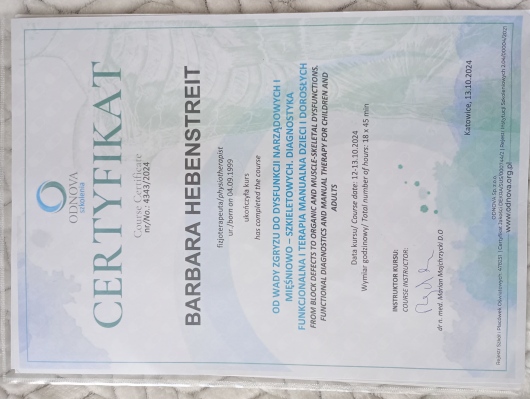 ODNOVA
szkolenia
CERTYFIKAT
Course Certificate
nr/No.: 4343/2024
BARBARA HEBENSTREIT
fizjoterapeuta/physiotherapist
ur./born on 04.09.1999
ukończyła kurs
has completed the course
OD WADY ZGRYZU DO DYSFUNKCJI NARZĄDOWYCH I
MIĘŚNIOWO – SZKIELETOWYCH. DIAGNOSTYKA
FUNKCJONALNA I TERAPIA MANUALNA DZIECI I DOROSŁYCH
FROM BLOCK DEFECTS TO ORGANIC AND MUSCLE-SKELETAL DYSFUNCTIONS.
FUNCTIONAL DIAGNOSTICS AND MANUAL THERAPY FOR CHILDREN AND
ADULTS
Data kursu/ Course date: 12-13.10.2024
Wymiar godzinowy/ Total number of hours: 18 x 45 min
INSTRUKTOR KURSU:
COURSE INSTRUCTOR:
dr n. med. Marian Majchrzycki D.O
Katowice, 13.10.2024
ODNOVA Sp. z o.o.
www.odnova.org.pl